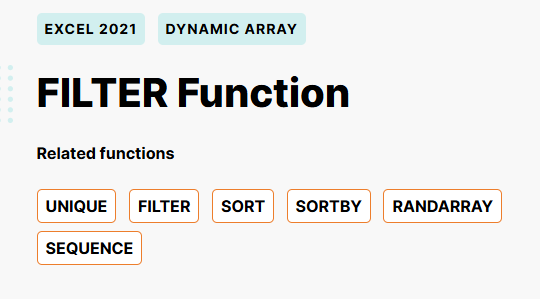 EXCEL 2021 DYNAMIC ARRAY
FILTER Function
Related functions
UNIQUE FILTER SORT SORTBY RANDARRAY
SEQUENCE